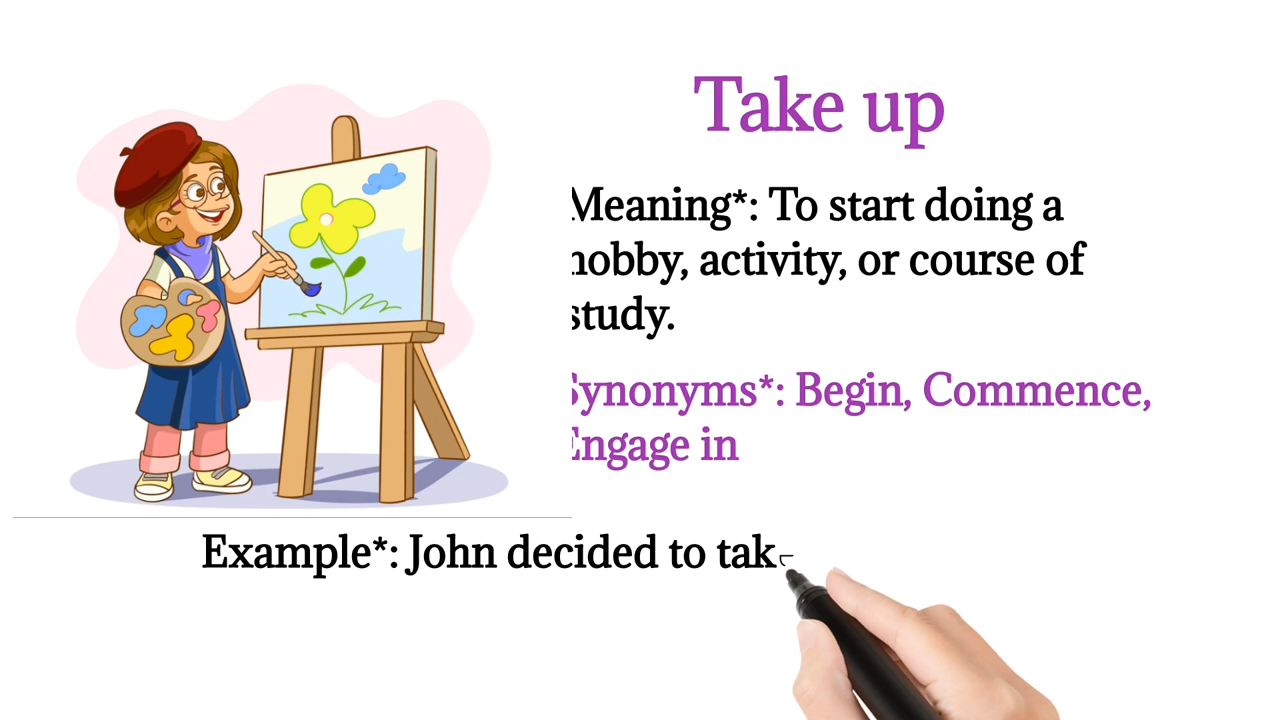 Take up
Meaning*: To start doing a
hobby, activity, or course of
study.
Synonyms*: Begin, Commence,
Engage in
Example*: John decided to tak